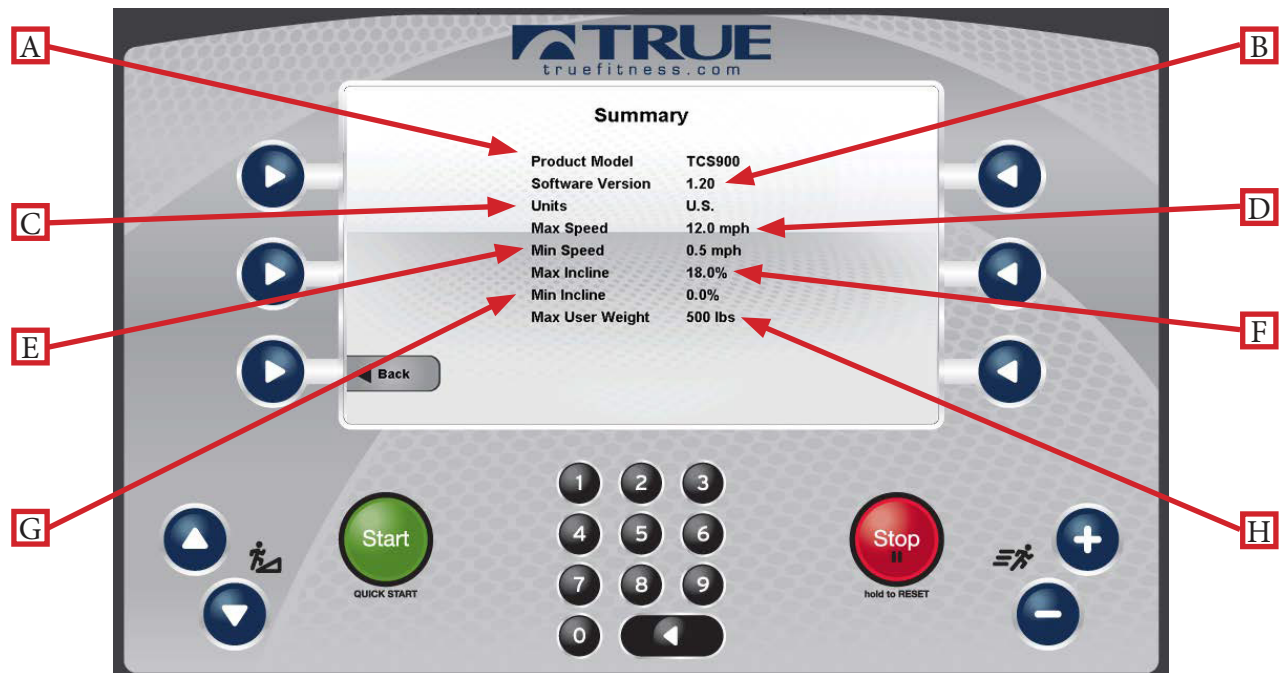 TRUE
truefitness.com
A
B
Summary
Product Model TCS900
Software Version 1.20
C
Units U.S.
D
Max Speed 12.0 mph
Min Speed 0.5 mph
Max Incline 18.0%
Min Incline 0.0%
E
Max User Weight 500 lbs
F
Back
1 2 3
G
Start
4 5 6
Stop
H
QUICK START
7 8 9
hold to RESET
0